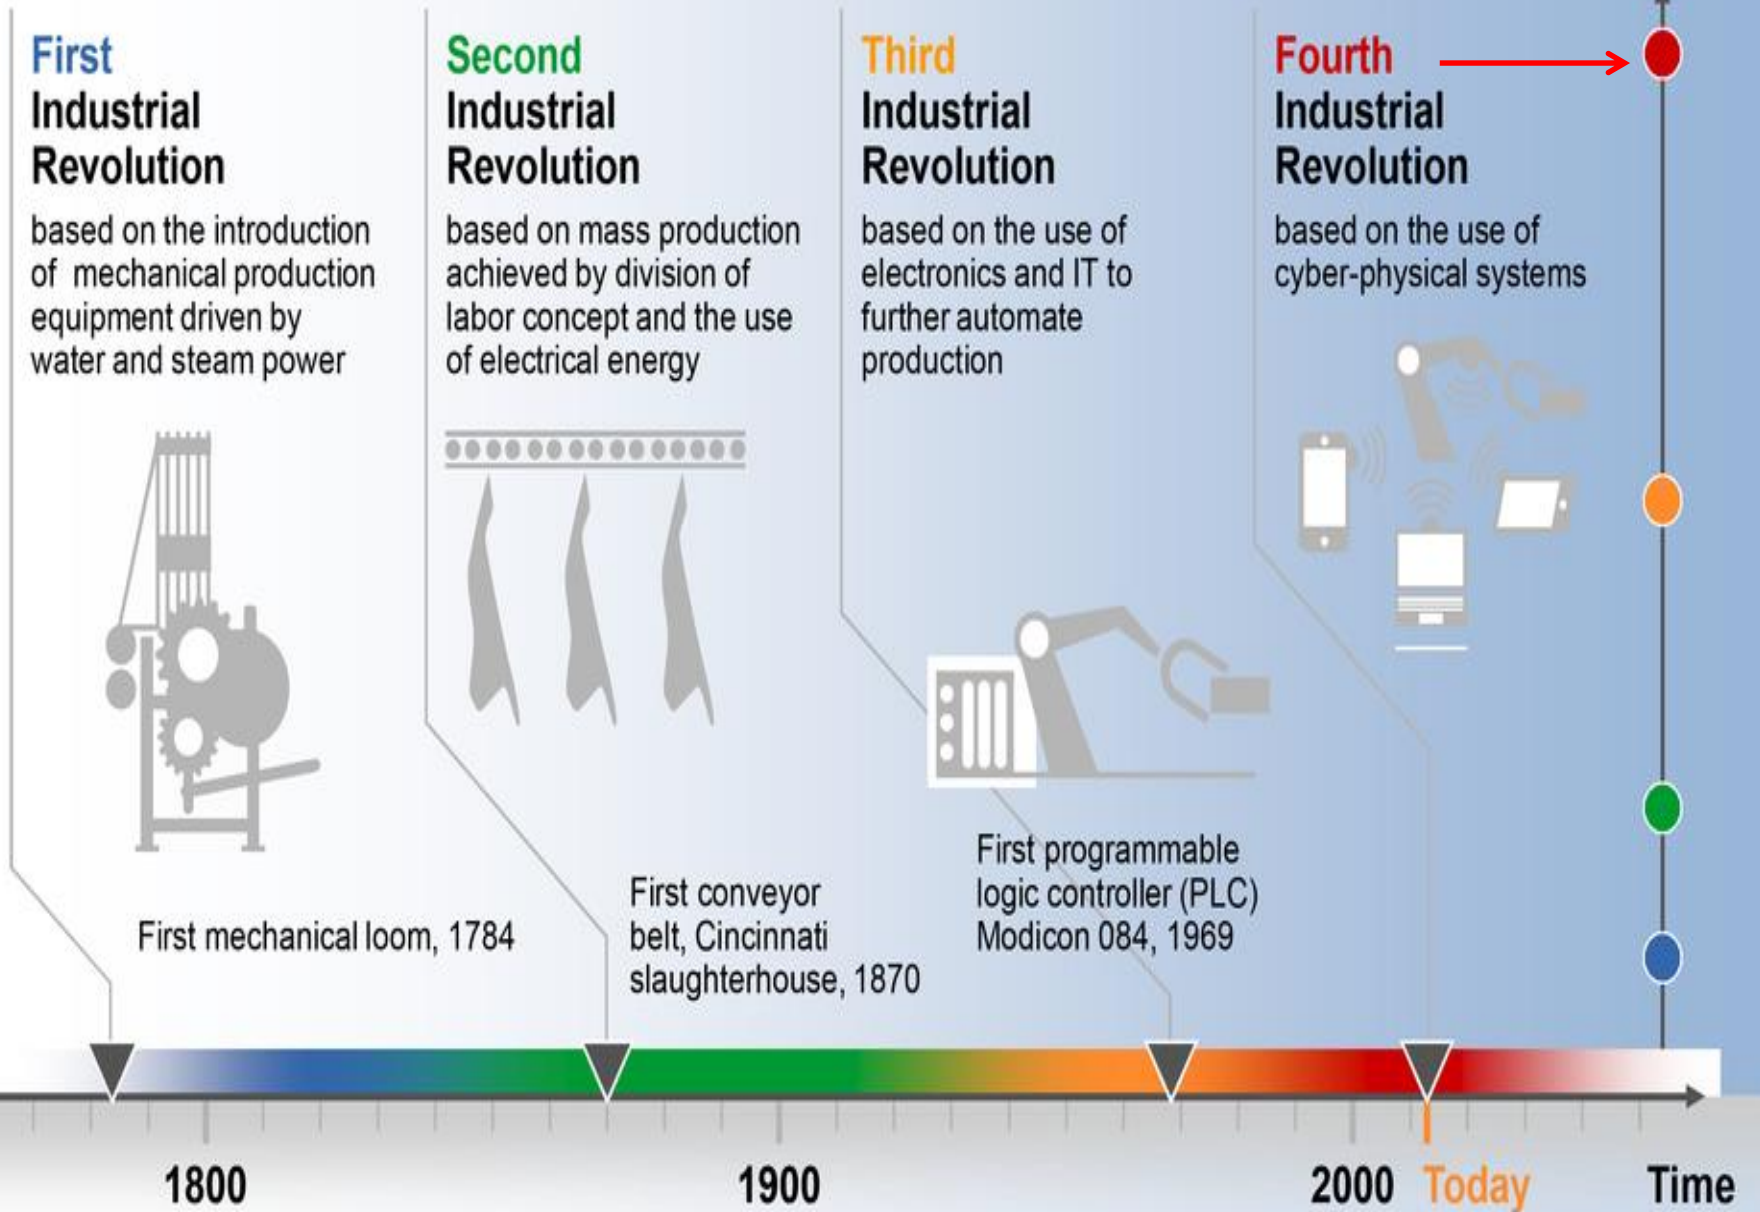 First
Industrial
Revolution
based on the introduction
of mechanical production
equipment driven by
water and steam power
First mechanical loom, 1784
Second
Industrial
Revolution
based on mass production
achieved by division of
labor concept and the use
of electrical energy
First conveyor
belt, Cincinnati
slaughterhouse, 1870
Third
Industrial
Revolution
based on the use of
electronics and IT to
further automate
production
First programmable
logic controller (PLC)
Modicon 084, 1969
Fourth
Industrial
Revolution
based on the use of
cyber-physical systems
1800
1900
2000
Today
Time